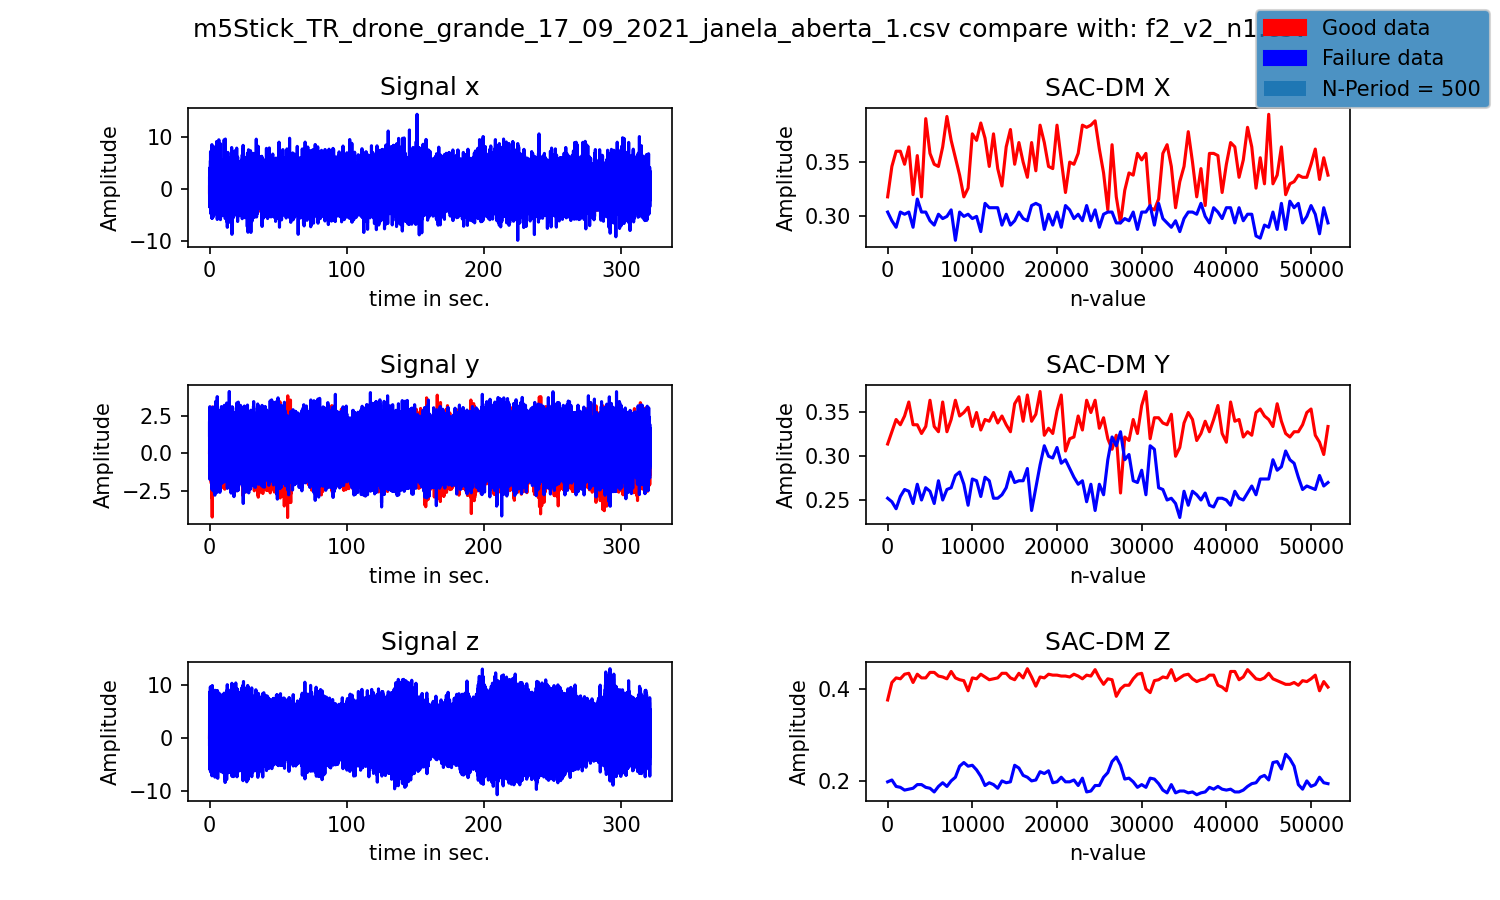 m5Stick_TR_drone_grande_17_09_2021_janela_aberta_1.csv compare with: f2_v2_n1.csv
Good data
Failure data
N-Period = 500
Signal x
Amplitude
10
0
−10
0 100 200 300
time in sec.
SAC-DM X
Amplitude
0.35
0.30
0 10000 20000 30000 40000 50000
n-value
Signal y
Amplitude
2.5
0.0
−2.5
0 100 200 300
time in sec.
SAC-DM Y
Amplitude
0.35
0.30
0.25
0 10000 20000 30000 40000 50000
n-value
Signal z
Amplitude
10
0
−10
0 100 200 300
time in sec.
SAC-DM Z
Amplitude
0.4
0.2
0 10000 20000 30000 40000 50000
n-value